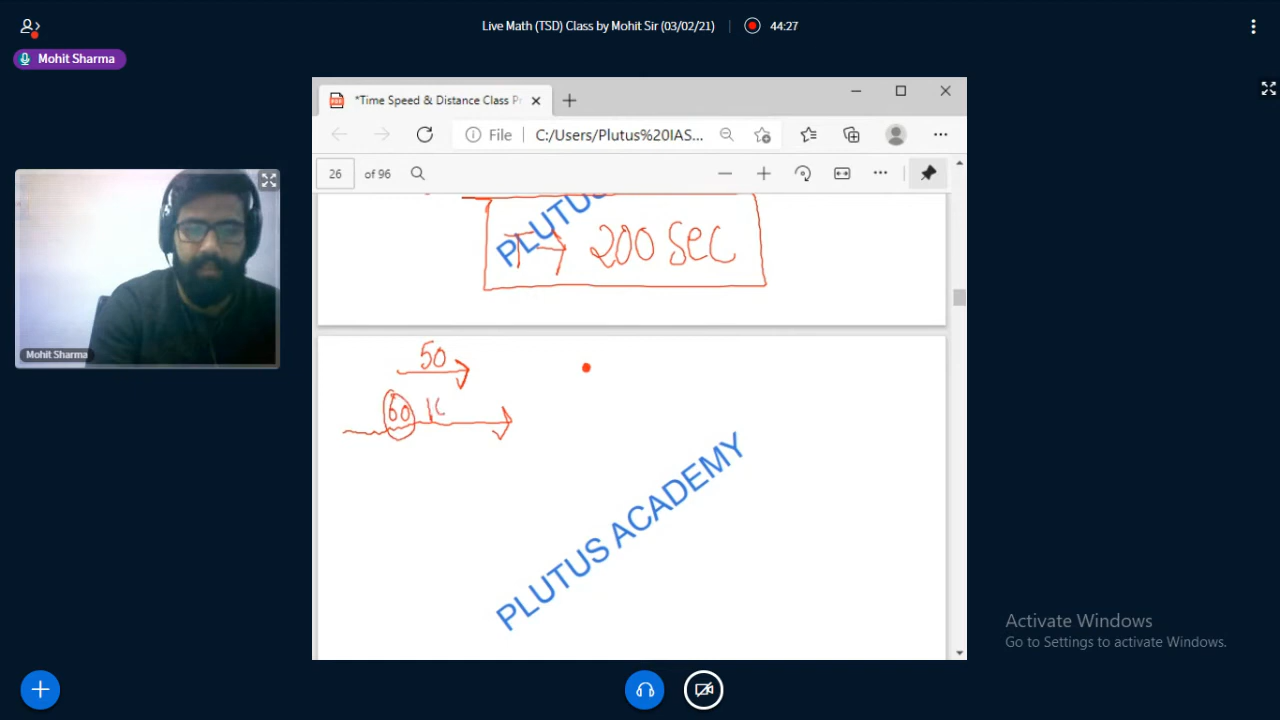 Live Math (TSD) Class by Mohit Sir (03/02/21)
44:27
Mohit Sharma
*Time Speed & Distance Class Pr
File
C:/Users/Plutus%20IAS...
26
of 96
PLUTUS
T → 200 sec
Mohit Sharma
50
60 K
PLUTUS ACADEMY
Activate Windows
Go to Settings to activate Windows.